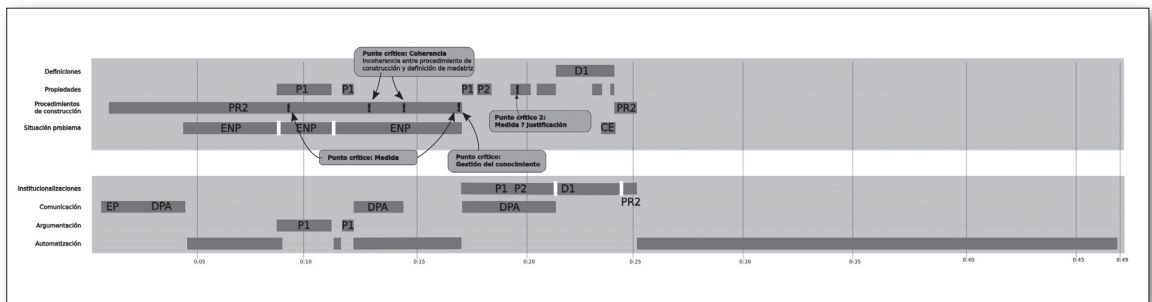 Punto crítico: Coherencia
Incoherencia entre procedimiento de
construcción y definición de mediatriz
Definiciones
D1
Propiedades
P1 P1 P1 P2 !
Procedimientos
de construcción
PR2 ! ! ! ! PR2
Punto crítico 2:
Medida ? Justificación
Situación problema
ENP ENP ENP CE
Punto crítico: Medida
Punto crítico:
Gestión del conocimiento
Institucionalizaciones
P1 P2 D1
PR2
Comunicación
EP DPA DPA DPA
Argumentación
P1 P1
Automatización
0:05 0:10 0:15 0:20 0:25 0:30 0:35 0:40 0:45 0:49